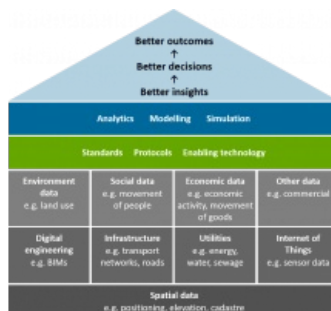 Better outcomes
↑
Better decisions
↑
Better insights
Analytics Modelling Simulation
Standards Protocols Enabling technology
Environment data
e.g. land use
Social data
e.g. movement of people
Economic data
e.g. economic activity, movement of goods
Other data
e.g. commercial
Digital engineering
e.g. BIMs
Infrastructure
e.g. transport networks, roads
Utilities
e.g. energy, water, sewage
Internet of Things
e.g. sensor data
Spatial data
e.g. positioning, elevation, cadastre